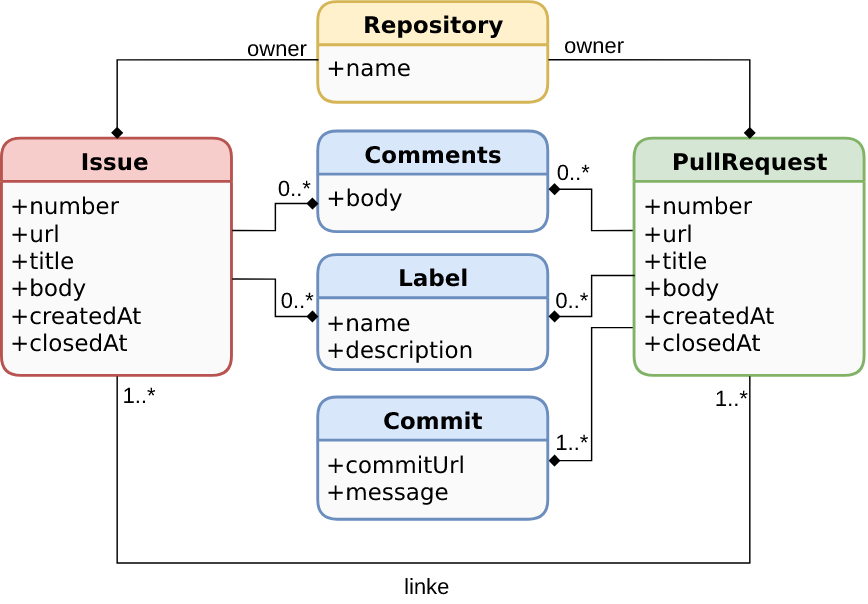 Repository
owner
owner
+name
Issue
+number
+url
+title
+body
+createdAt
+closedAt
Comments
+body
0..*
0..*
PullRequest
+number
+url
+title
+body
+createdAt
+closedAt
Label
+name
+description
0..*
0..*
Commit
+commitUrl
+message
1..*
1..*
1..*
linke